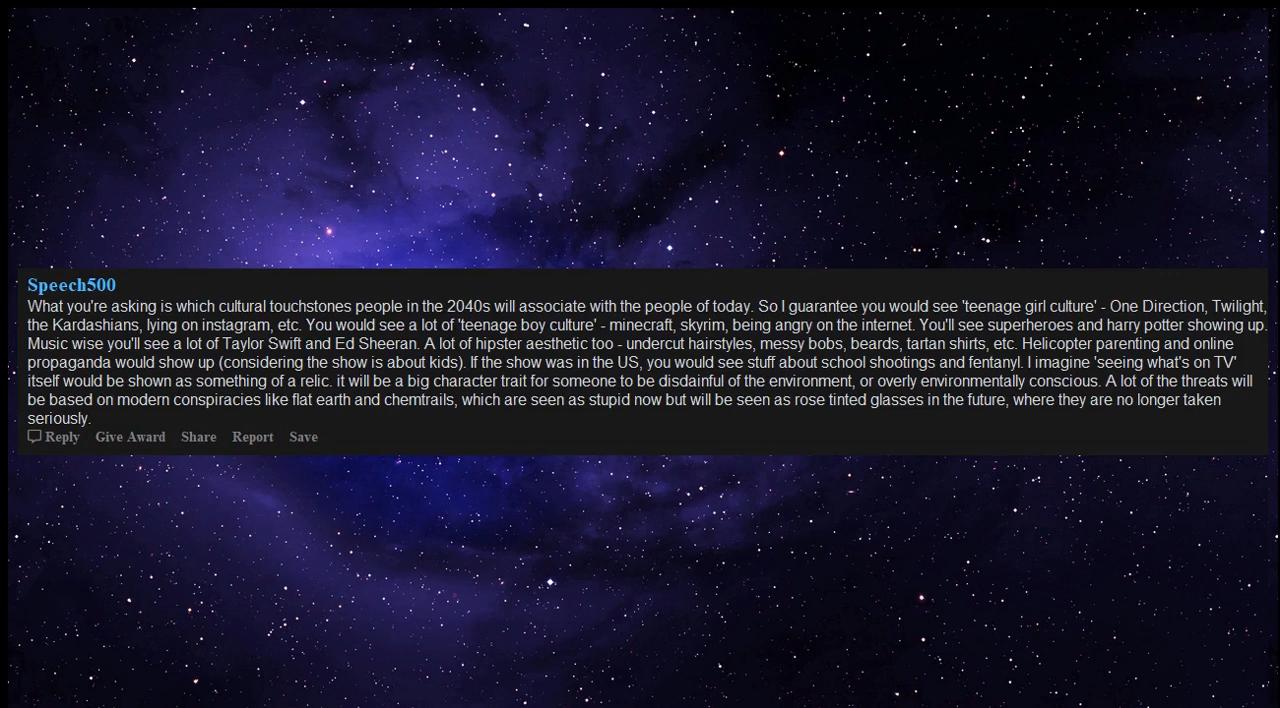 Speech500
What you're asking is which cultural touchstones people in the 2040s will associate with the people of today. So I guarantee you would see 'teenage girl culture' - One Direction, Twilight,
the Kardashians, lying on instagram, etc. You would see a lot of 'teenage boy culture' - minecraft, skyrim, being angry on the internet. You'll see superheroes and harry potter showing up.
Music wise you'll see a lot of Taylor Swift and Ed Sheeran. A lot of hipster aesthetic too - undercut hairstyles, messy bobs, beards, tartan shirts, etc. Helicopter parenting and online
propaganda would show up (considering the show is about kids). If the show was in the US, you would see stuff about school shootings and fentanyl. I imagine 'seeing what's on TV'
itself would be shown as something of a relic. it will be a big character trait for someone to be disdainful of the environment, or overly environmentally conscious. A lot of the threats will
be based on modern conspiracies like flat earth and chemtrails, which are seen as stupid now but will be seen as rose tinted glasses in the future, where they are no longer taken
seriously.
Reply Give Award Share Report Save